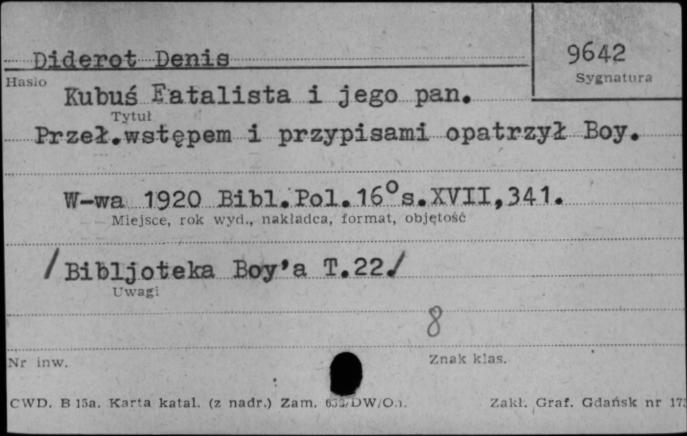 Diderot Denis
9642
Hasło
Sygnatura
Kubuś Fatalista i jego pan.
Tytuł
Przeł.wstępem i przypisami opatrzył Boy.
W-wa 1920 Bibl.Pol.16°s.XVII,341.
Miejsce, rok wyd., nakładca, format, objętość
/Bibljoteka Boy'a T.22/
Uwagi
8
Nr inw.
Znak klas.
CWD. B 15a. Karta katal. (z nadr.) Zam.
Zakł. Graf. Gdańsk nr